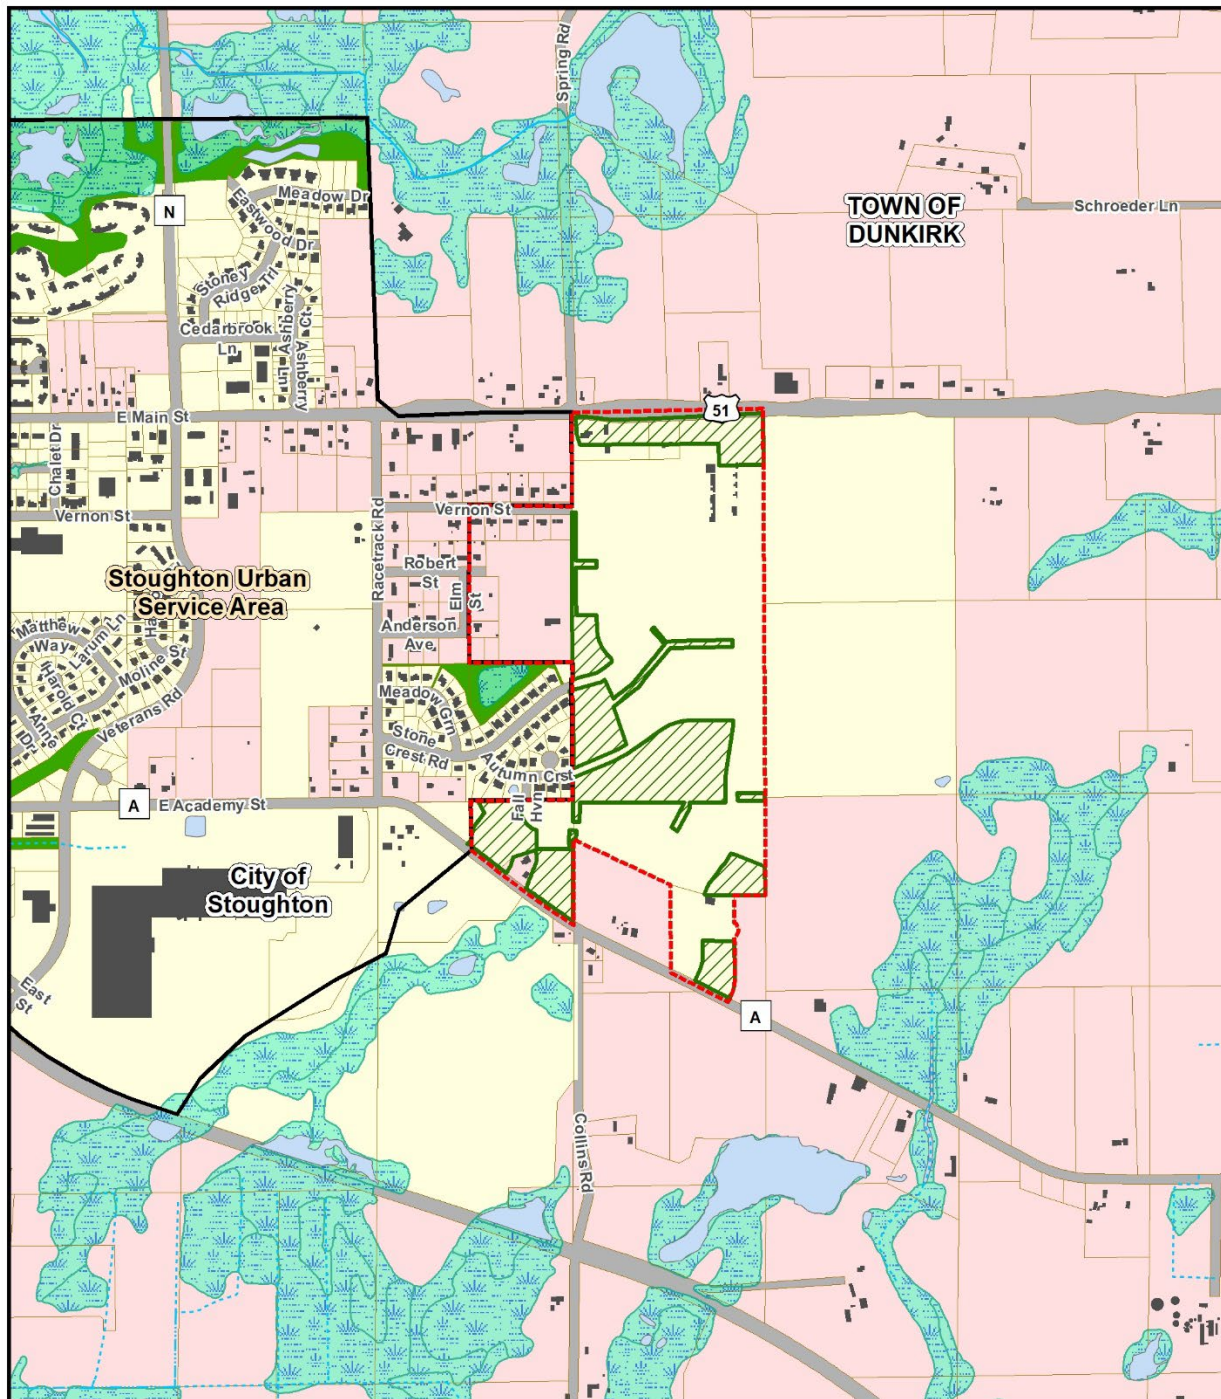 Spring Rd
N
Meadow Dr
Eastwood Dr
TOWN OF
DUNKIRK
Schroeder Ln
Stoney
Ridge Trl
Cedarbrook
Ln
Ashberry
Ln
Ashberry
Ct
E Main St
51
Chalet Dr
Vernon St
Racetrack Rd
Vernon St
Stoughton Urban
Service Area
Robert
St
Elm
St
Anderson
Ave
Matthew
Way
Larum Ln
Harold Ct
Moline St
Anne
Dr
Veterans Rd
Meadow Grn
Stone
Crest Rd
Autumn Crst
Fall
Hvn
A
E Academy St
City of
Stoughton
East
St
A
Collins Rd